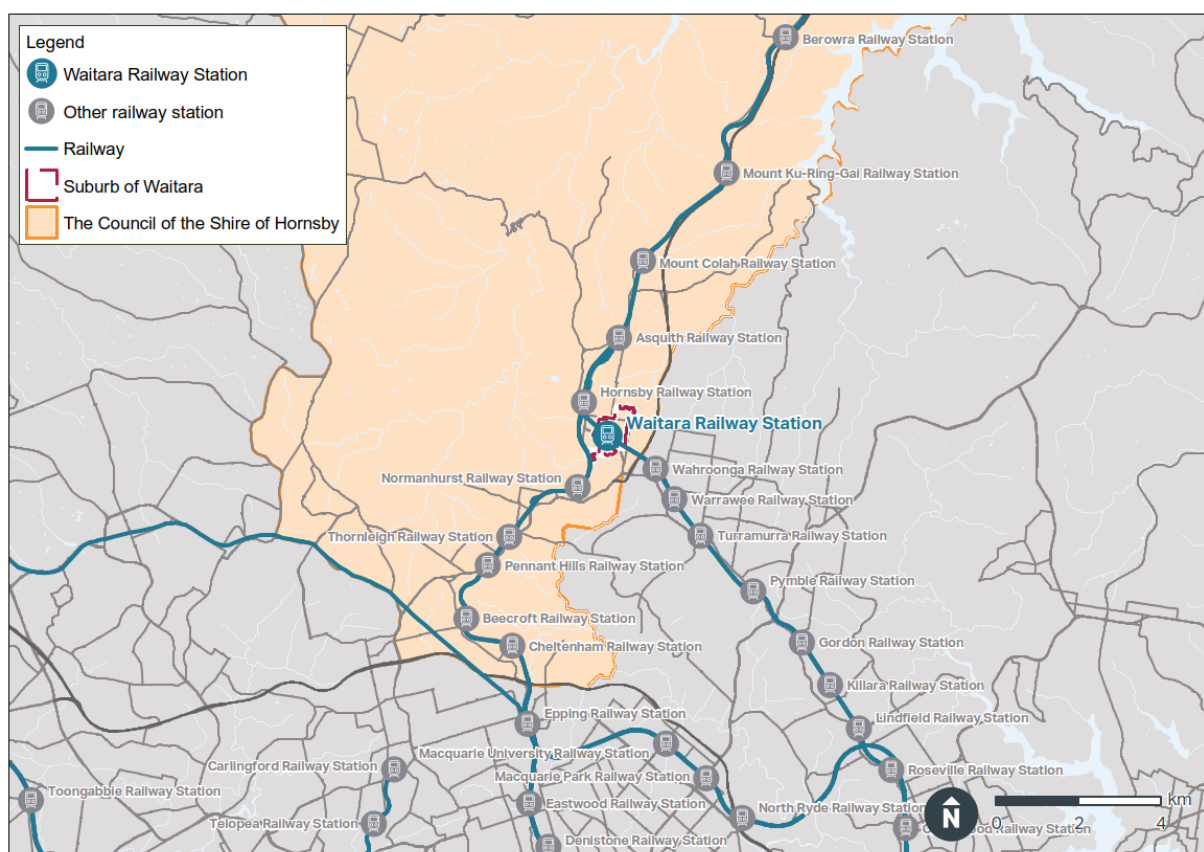 Legend
Waitara Railway Station
Other railway station
Railway
Suburb of Waitara
The Council of the Shire of Hornsby
Berowra Railway Station
Mount Ku-Ring-Gai Railway Station
Mount Colah Railway Station
Asquith Railway Station
Hornsby Railway Station
Waitara Railway Station
Wahroonga Railway Station
Normanhurst Railway Station
Warrawee Railway Station
Thornleigh Railway Station
Turramurra Railway Station
Pennant Hills Railway Station
Pymble Railway Station
Beecroft Railway Station
Cheltenham Railway Station
Gordon Railway Station
Killara Railway Station
Epping Railway Station
Lindfield Railway Station
Macquarie University Railway Station
Carlingford Railway Station
Roseville Railway Station
Macquarie Park Railway Station
Toongabbie Railway Station
Eastwood Railway Station
North Ryde Railway Station
km
0 2 4
N
Telopea Railway Station
Railway Station
Denistone Railway Station